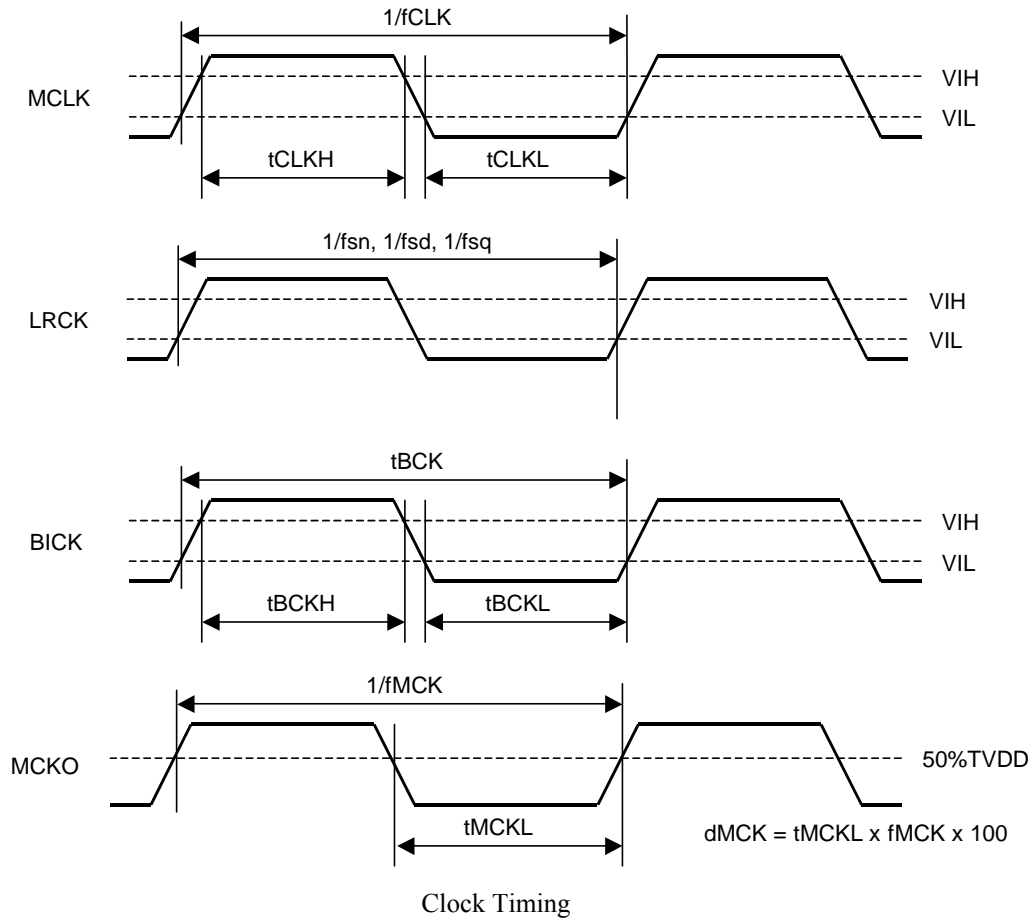 1/fCLK
MCLK
VIH
VIL
tCLKH
tCLKL
1/fsn, 1/fsd, 1/fsq
LRCK
VIH
VIL
tBCK
BICK
VIH
VIL
tBCKH
tBCKL
1/fMCK
MCKO
50%TVDD
tMCKL
dMCK = tMCKL x fMCK x 100
Clock Timing